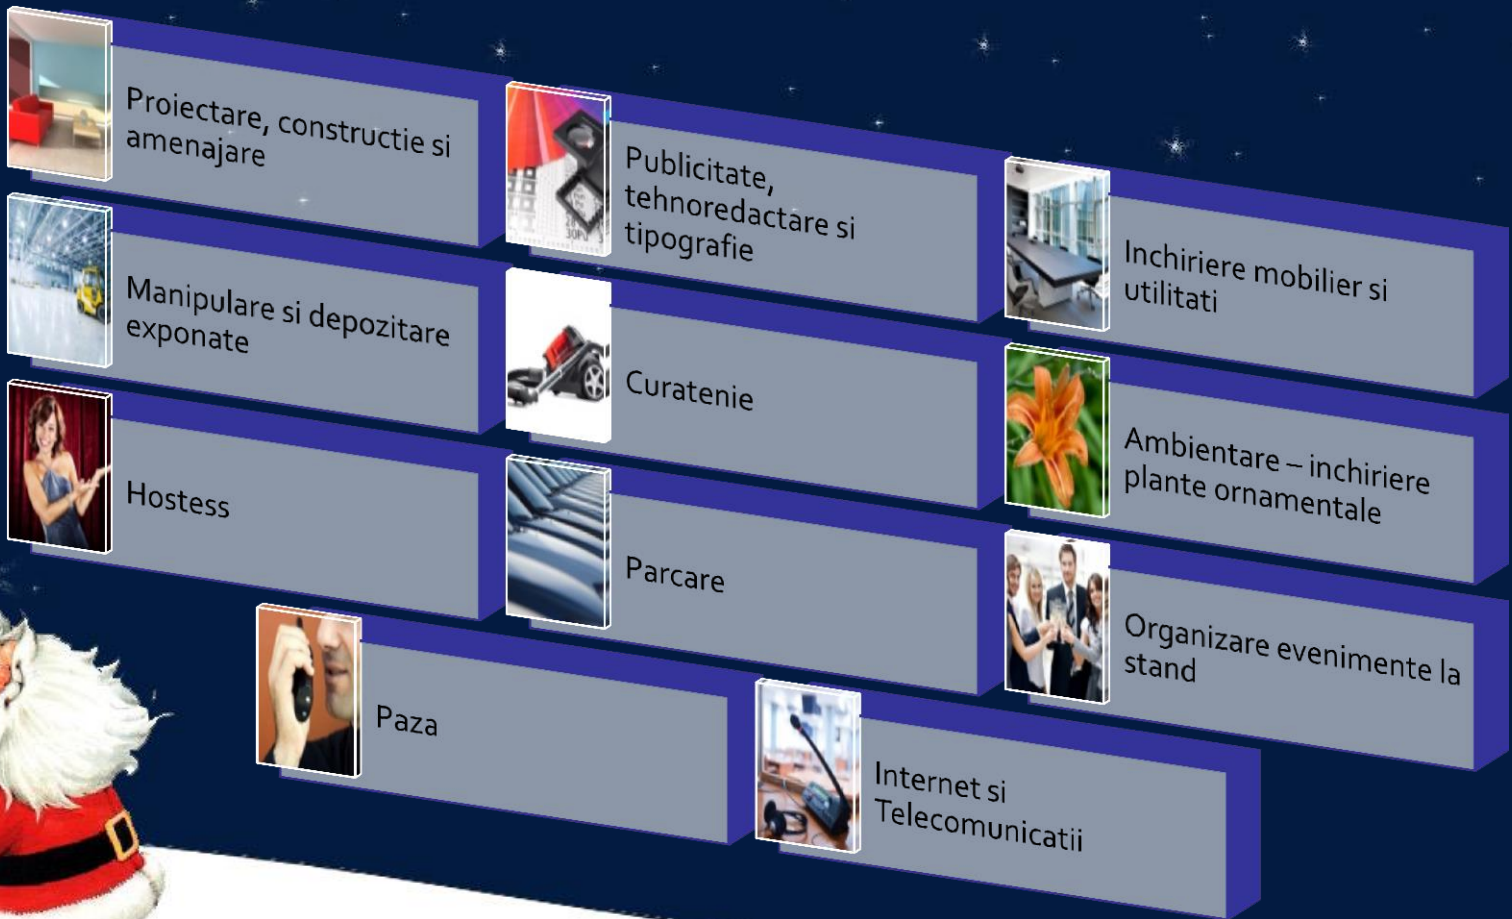 Proiectare, constructie si
amenajare
Publicitate,
tehnoredactare si
tipografie
Inchiriere mobilier si
utilitati
Manipulare si depozitare
exponate
Curatenie
Ambientare – inchiriere
plante ornamentale
Hostess
Parcare
Organizare evenimente la
stand
Paza
Internet si
Telecomunicatii